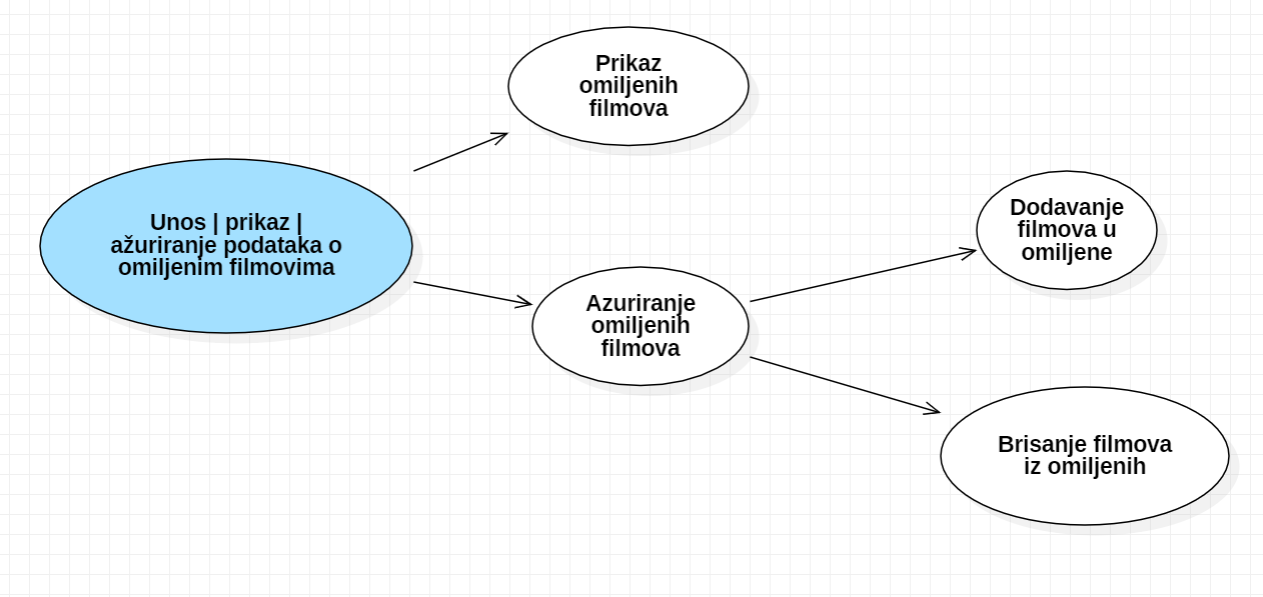 Prikaz
omiljenih
filmova
Unos | prikaz |
ažuriranje podataka o
omiljenim filmovima
Dodavanje
filmova u
omiljene
Azuriranje
omiljenih
filmova
Brisanje filmova
iz omiljenih